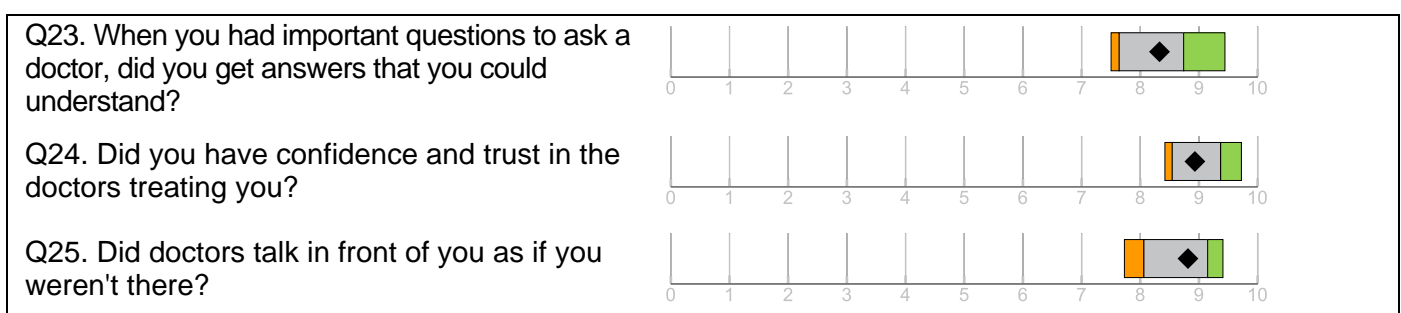 Q23. When you had important questions to ask a
doctor, did you get answers that you could
understand?
0 1 2 3 4 5 6 7 8 9 10
Q24. Did you have confidence and trust in the
doctors treating you?
0 1 2 3 4 5 6 7 8 9 10
Q25. Did doctors talk in front of you as if you
weren't there?
0 1 2 3 4 5 6 7 8 9 10